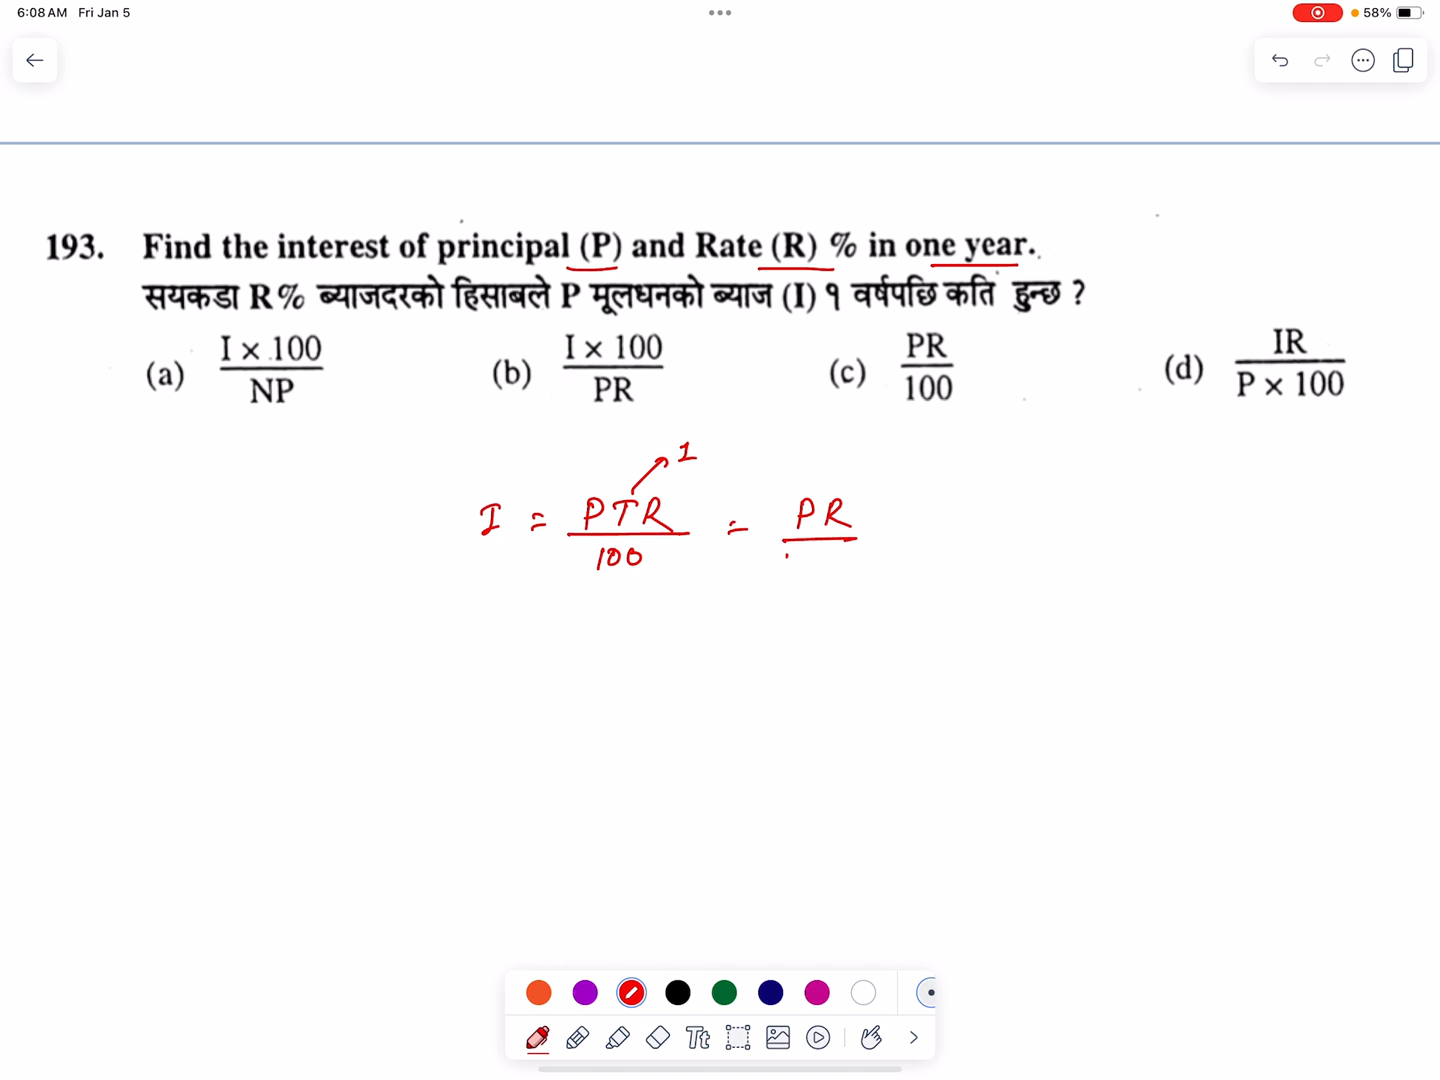 6:08 AM Fri Jan 5
58%
193. Find the interest of principal (P) and Rate (R) % in one year.
सयकडा R% ब्याजदरको हिसाबले P मूलधनको ब्याज (I) १ वर्षपछि कति हुन्छ ?
(a) I × 100 / NP (b) I × 100 / PR (c) PR / 100 (d) IR / P × 100
1
I = PTR / 100 = PR
Tt